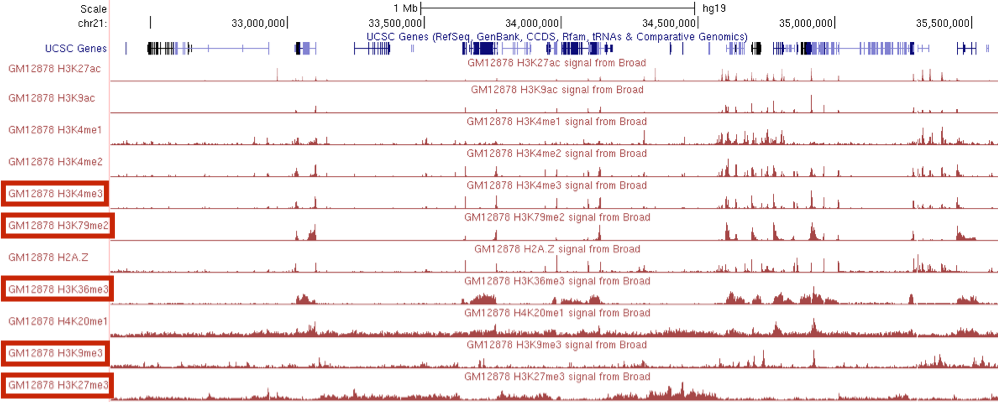 Scale 1 Mb hg19
chr21: 33,000,000 33,500,000 34,000,000 34,500,000 35,000,000 35,500,000
UCSC Genes (RefSeq, GenBank, CCDS, Rfam, tRNAs & Comparative Genomics)
UCSC Genes
GM12878 H3K27ac signal from Broad
GM12878 H3K27ac
GM12878 H3K9ac signal from Broad
GM12878 H3K9ac
GM12878 H3K4me1 signal from Broad
GM12878 H3K4me1
GM12878 H3K4me2 signal from Broad
GM12878 H3K4me2
GM12878 H3K4me3 signal from Broad
GM12878 H3K4me3
GM12878 H3K79me2 signal from Broad
GM12878 H3K79me2
GM12878 H2A.Z signal from Broad
GM12878 H2A.Z
GM12878 H3K36me3 signal from Broad
GM12878 H3K36me3
GM12878 H4K20me1 signal from Broad
GM12878 H4K20me1
GM12878 H3K9me3 signal from Broad
GM12878 H3K9me3
GM12878 H3K27me3 signal from Broad
GM12878 H3K27me3